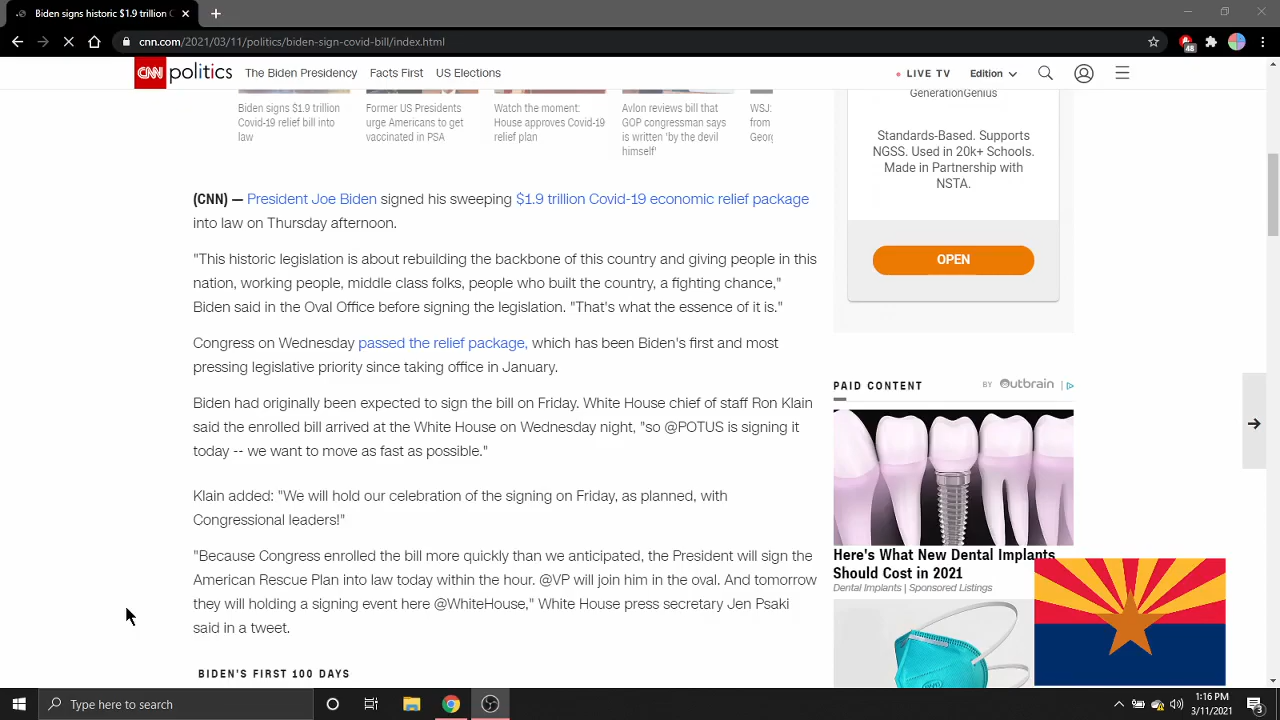 Biden signs historic $1.9 trillion C
cnn.com/2021/03/11/politics/biden-sign-covid-bill/index.html
48
CNN politics The Biden Presidency Facts First US Elections
LIVE TV Edition
Biden signs $1.9 trillion
Covid-19 relief bill into
law
Former US Presidents
urge Americans to get
vaccinated in PSA
Watch the moment:
House approves Covid-19
relief plan
Avlon reviews bill that
GOP congressman says
is written 'by the devil
himself'
WSJ:
from
Georg
(CNN) — President Joe Biden signed his sweeping $1.9 trillion Covid-19 economic relief package
into law on Thursday afternoon.
"This historic legislation is about rebuilding the backbone of this country and giving people in this
nation, working people, middle class folks, people who built the country, a fighting chance,"
Biden said in the Oval Office before signing the legislation. "That's what the essence of it is."
Congress on Wednesday passed the relief package, which has been Biden's first and most
pressing legislative priority since taking office in January.
Biden had originally been expected to sign the bill on Friday. White House chief of staff Ron Klain
said the enrolled bill arrived at the White House on Wednesday night, "so @POTUS is signing it
today -- we want to move as fast as possible."
Klain added: "We will hold our celebration of the signing on Friday, as planned, with
Congressional leaders!"
"Because Congress enrolled the bill more quickly than we anticipated, the President will sign the
American Rescue Plan into law today within the hour. @VP will join him in the oval. And tomorrow
they will holding a signing event here @WhiteHouse," White House press secretary Jen Psaki
said in a tweet.
BIDEN'S FIRST 100 DAYS
GenerationGenius
Standards-Based. Supports
NGSS. Used in 20k+ Schools.
Made in Partnership with
NSTA.
OPEN
PAID CONTENT BY Outbrain
Here's What New Dental Implants
Should Cost in 2021
Dental Implants | Sponsored Listings
Type here to search
1:16 PM
3/11/2021
3